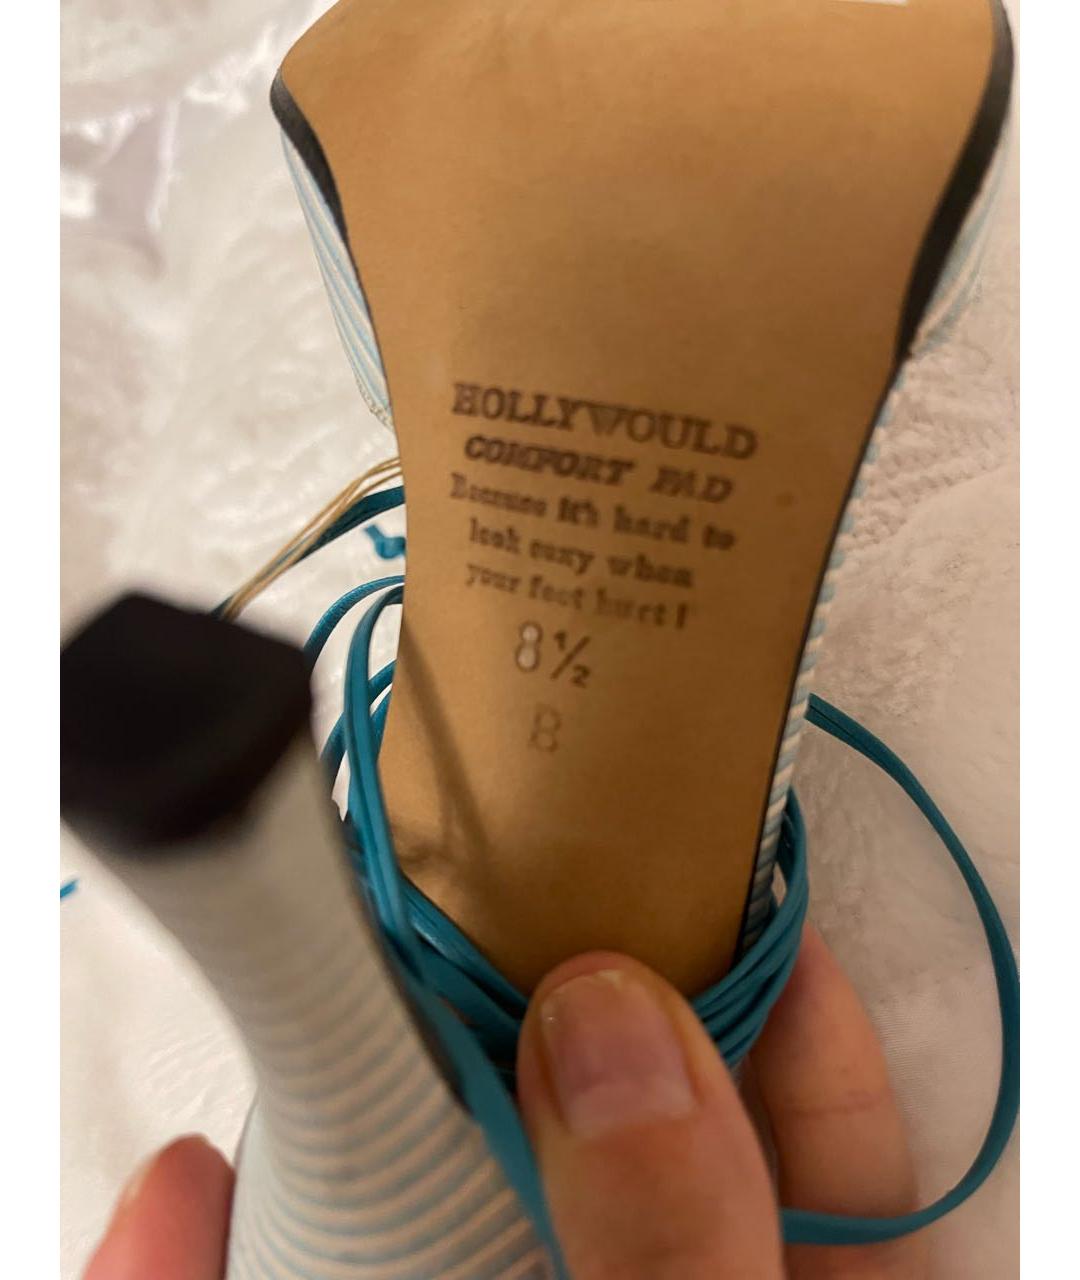 HOLLYWOULD
COMFORT PAD
Because it's hard to
look sexy when
your feet hurt!
8½
B